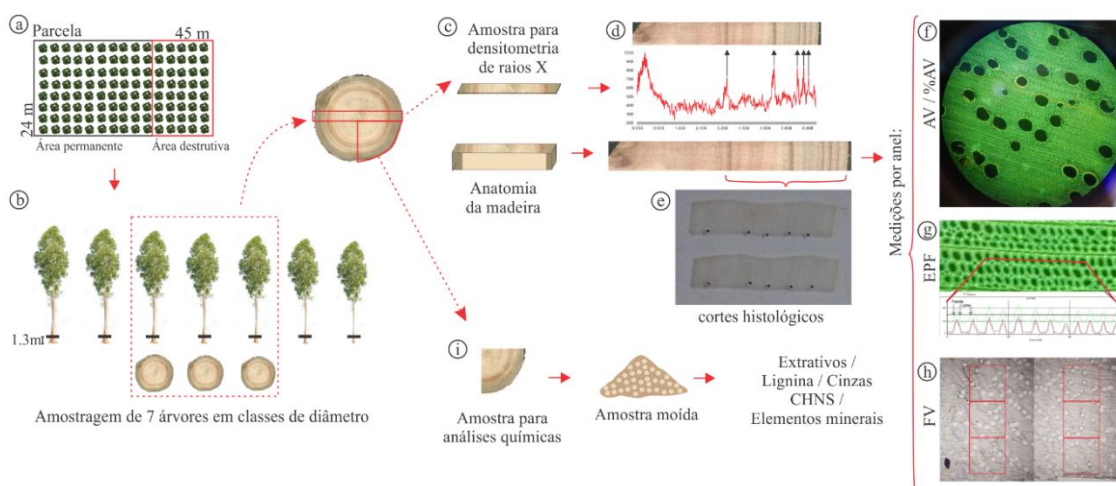 a
Parcela
45 m
24 m
Área permanente
Área destrutiva
b
1.3m
Amostragem de 7 árvores em classes de diâmetro
c
Amostra para
densitometria
de raios X
Anatomia
da madeira
d
e
cortes histológicos
i
Amostra para
análises químicas
Amostra moída
Extrativos /
Lignina / Cinzas
CHNS /
Elementos minerais
Medições por anel:
f
AV / %AV
g
EPF
h
FV